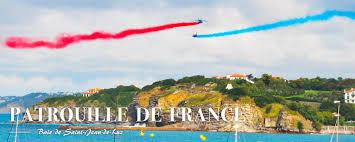 PATROUILLE DE FRANCE
Baie de Saint-Jean-de-Luz